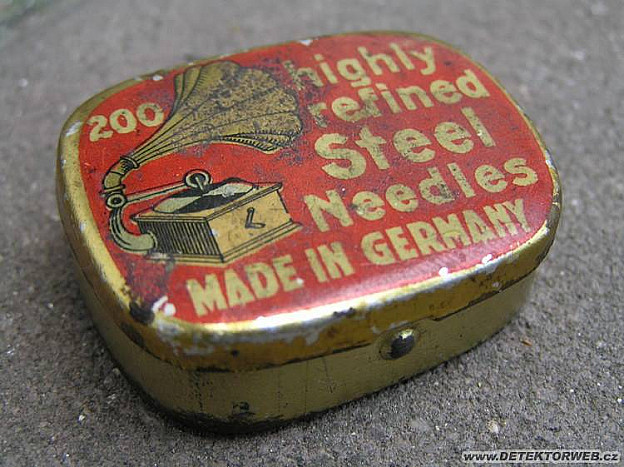 200
highly
refined
Steel
Needles
MADE IN GERMANY
www.DETEKTORWEB.cz